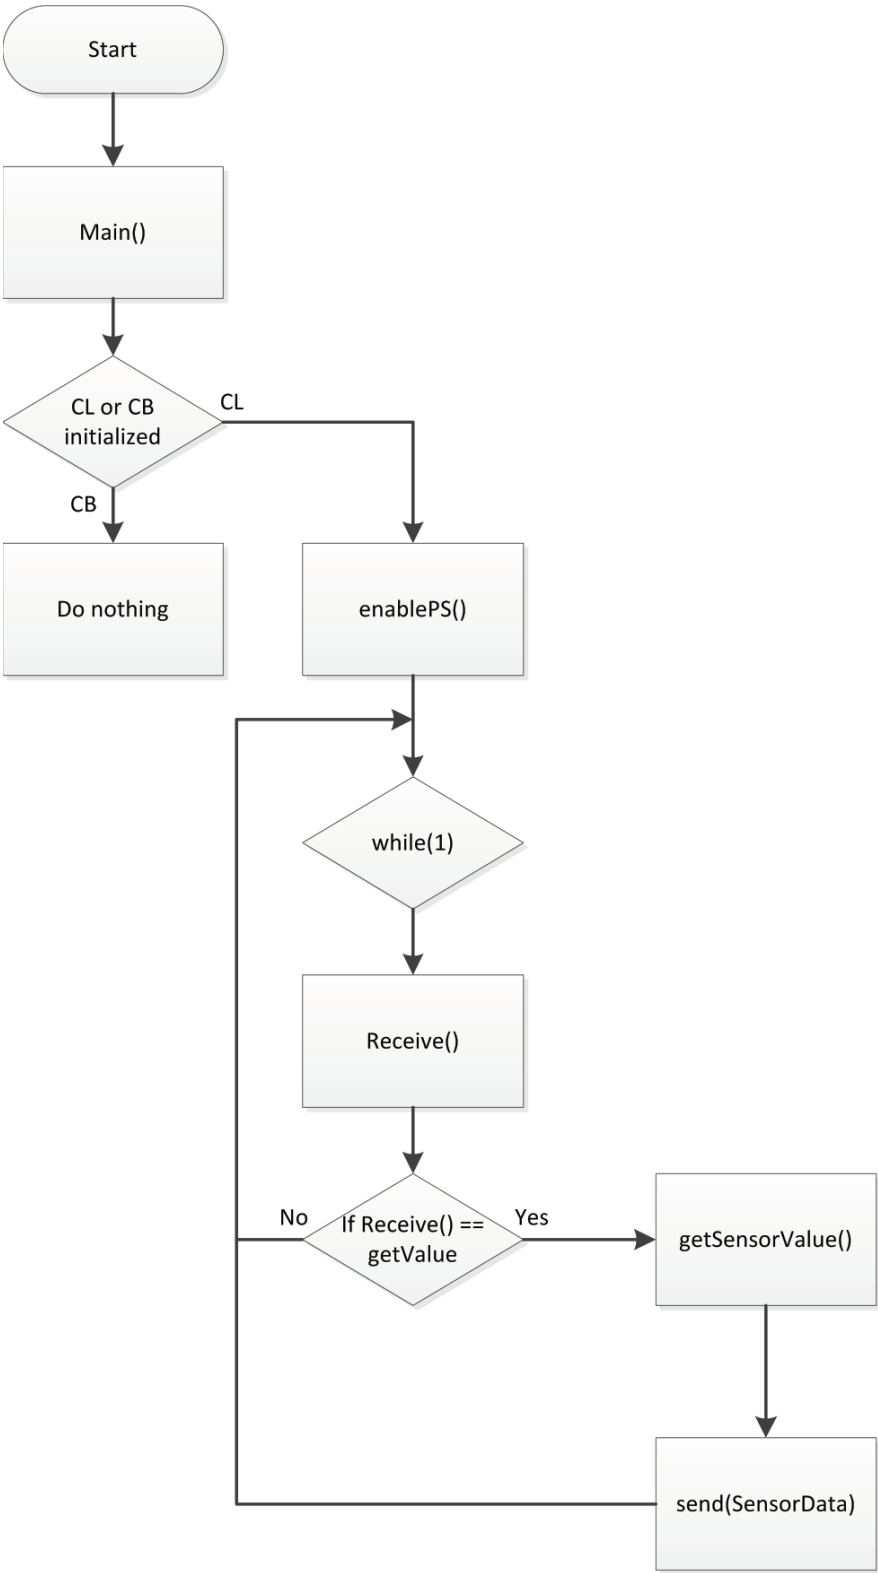 Start
Main()
CL or CB
initialized
CL
CB
Do nothing
enablePS()
while(1)
Receive()
If Receive() ==
getValue
No
Yes
getSensorValue()
send(SensorData)